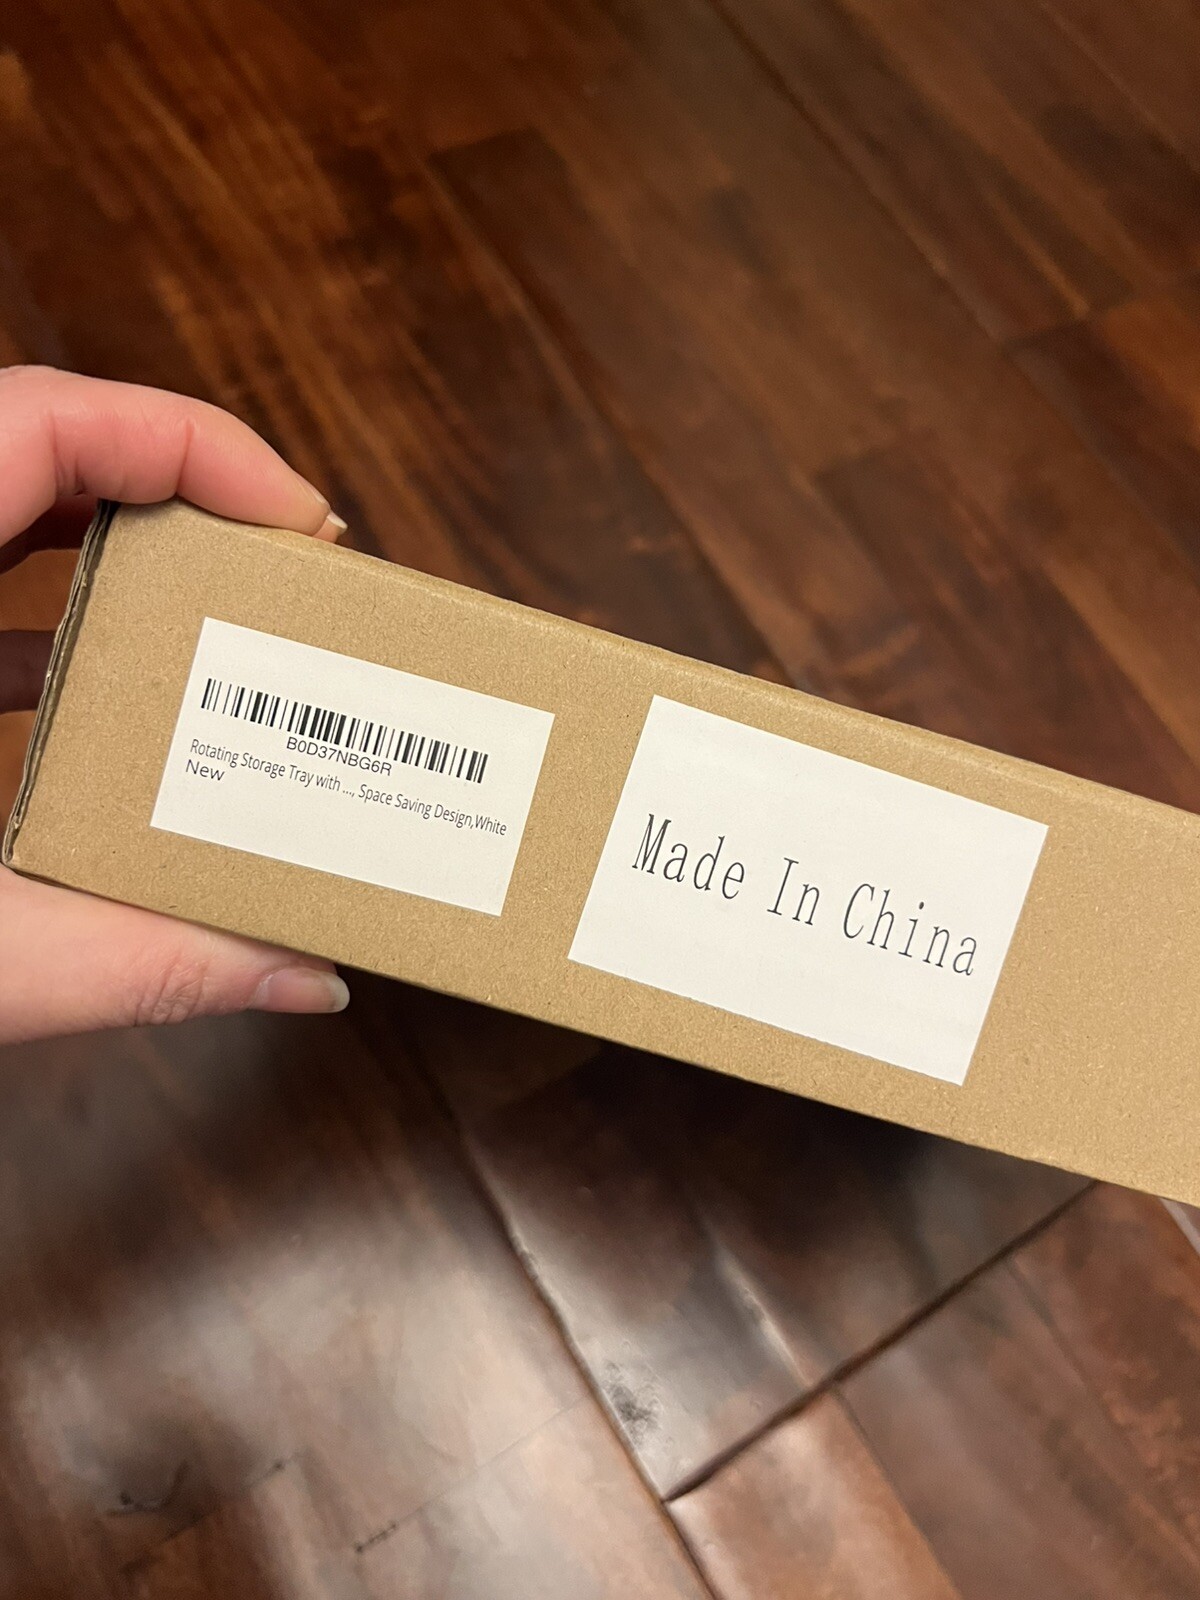 B0D37NBG6R
Rotating Storage Tray with ..., Space Saving Design,White
New
Made In China